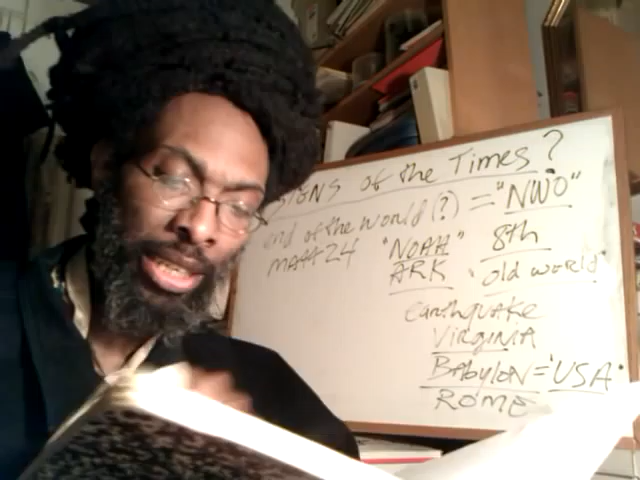 SIGNS of the Times?
end of the world (?) = "NWO"
MATT 24 "NOAH" 8th
ARK "old world"
earthquake
VIRGINIA
BABylON = 'USA'
ROME